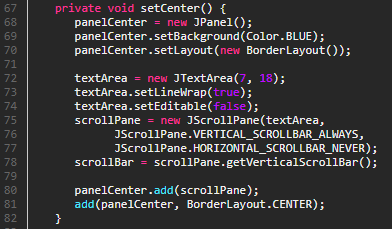 67 private void setCenter() {
68 panelCenter = new JPanel();
69 panelCenter.setBackground(Color.BLUE);
70 panelCenter.setLayout(new BorderLayout());
71
72 textArea = new JTextArea(7, 18);
73 textArea.setLineWrap(true);
74 textArea.setEditable(false);
75 scrollPane = new JScrollPane(textArea,
76 JScrollPane.VERTICAL_SCROLLBAR_ALWAYS,
77 JScrollPane.HORIZONTAL_SCROLLBAR_NEVER);
78 scrollBar = scrollPane.getVerticalScrollBar();
79
80 panelCenter.add(scrollPane);
81 add(panelCenter, BorderLayout.CENTER);
82 }